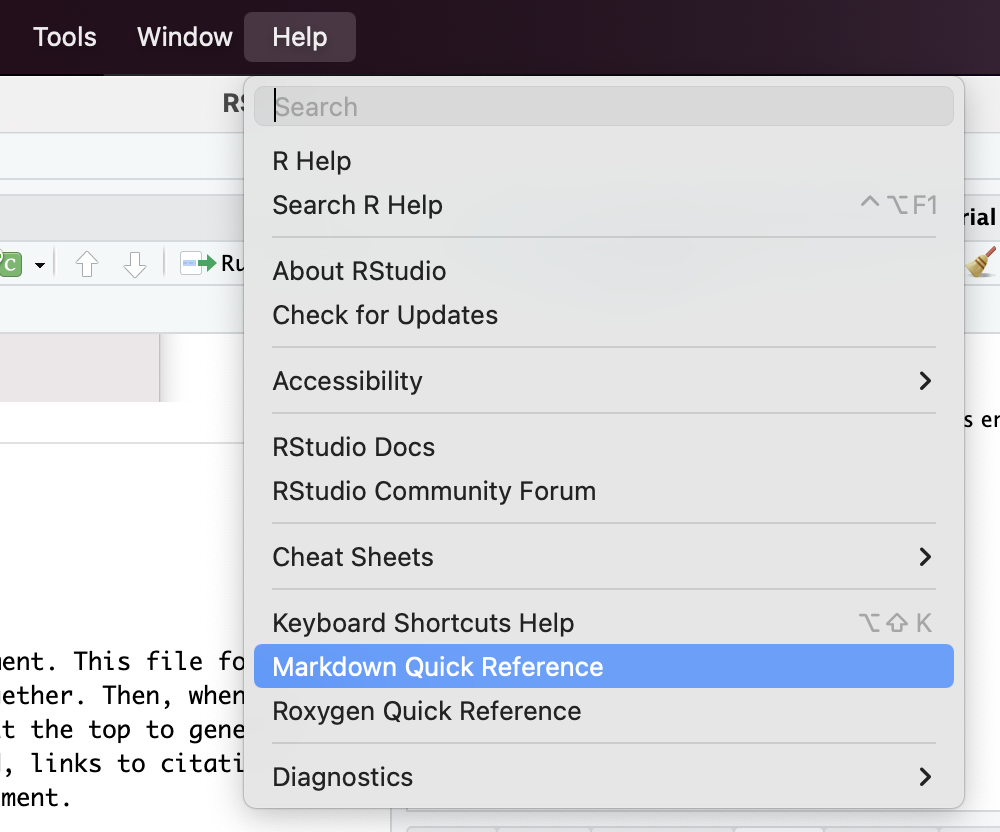 Tools Window Help
RS
Search
R Help
Search R Help ⌃⌥F1
rial
About RStudio
C Ru
Check for Updates
Accessibility
s en
RStudio Docs
RStudio Community Forum
Cheat Sheets
Keyboard Shortcuts Help ⌥⇧K
ment. This file fo
Markdown Quick Reference
ether. Then, when
Roxygen Quick Reference
t the top to gene
, links to citati
Diagnostics
ment.